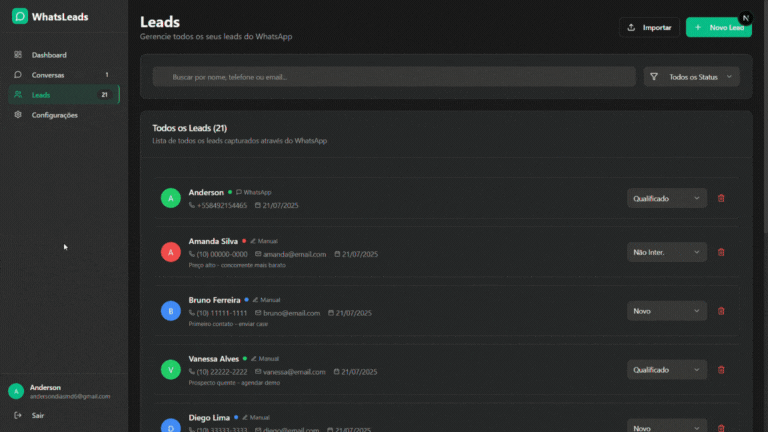 WhatsLeads
Dashboard
Conversas 1
Leads 21
Configurações
Anderson
Sair
Leads
Gerencie todos os seus leads do WhatsApp
Importar
+ Novo Lead
N
Buscar por nome, telefone ou email...
Todos os Status
Todos os Leads (21)
Lista de todos os leads capturados através do WhatsApp
A
Anderson WhatsApp
+558492154465 21/07/2025
Qualificado
A
Amanda Silva Manual
(10) 00000-0000 amanda@email.com 21/07/2025
Preço alto - concorrente mais barato
Não Inter.
B
Bruno Ferreira Manual
(10) 11111-1111 bruno@email.com 21/07/2025
Primeiro contato - enviar case
Novo
V
Vanessa Alves Manual
(10) 22222-2222 vanessa@email.com 21/07/2025
Prospecto quente - agendar demo
Qualificado
D
Diego Lima Manual
(10) 33333-3333 diego@email.com 21/07/2025
Novo